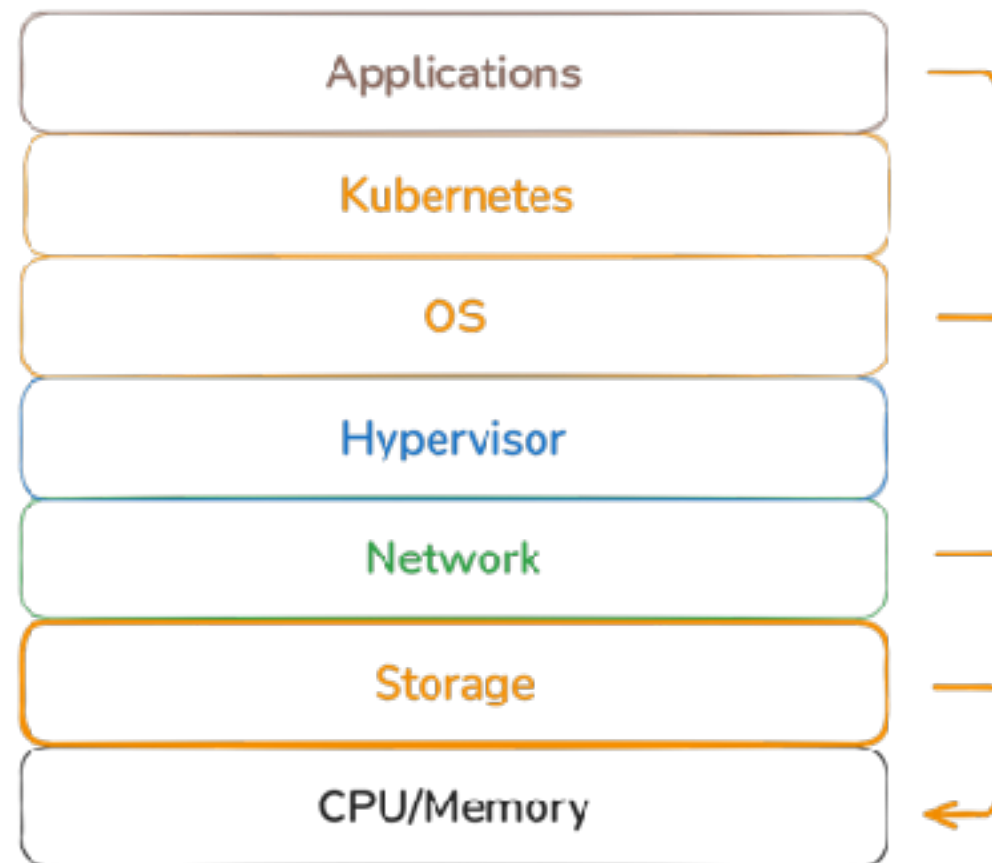 Applications
Kubernetes
OS
Hypervisor
Network
Storage
CPU/Memory